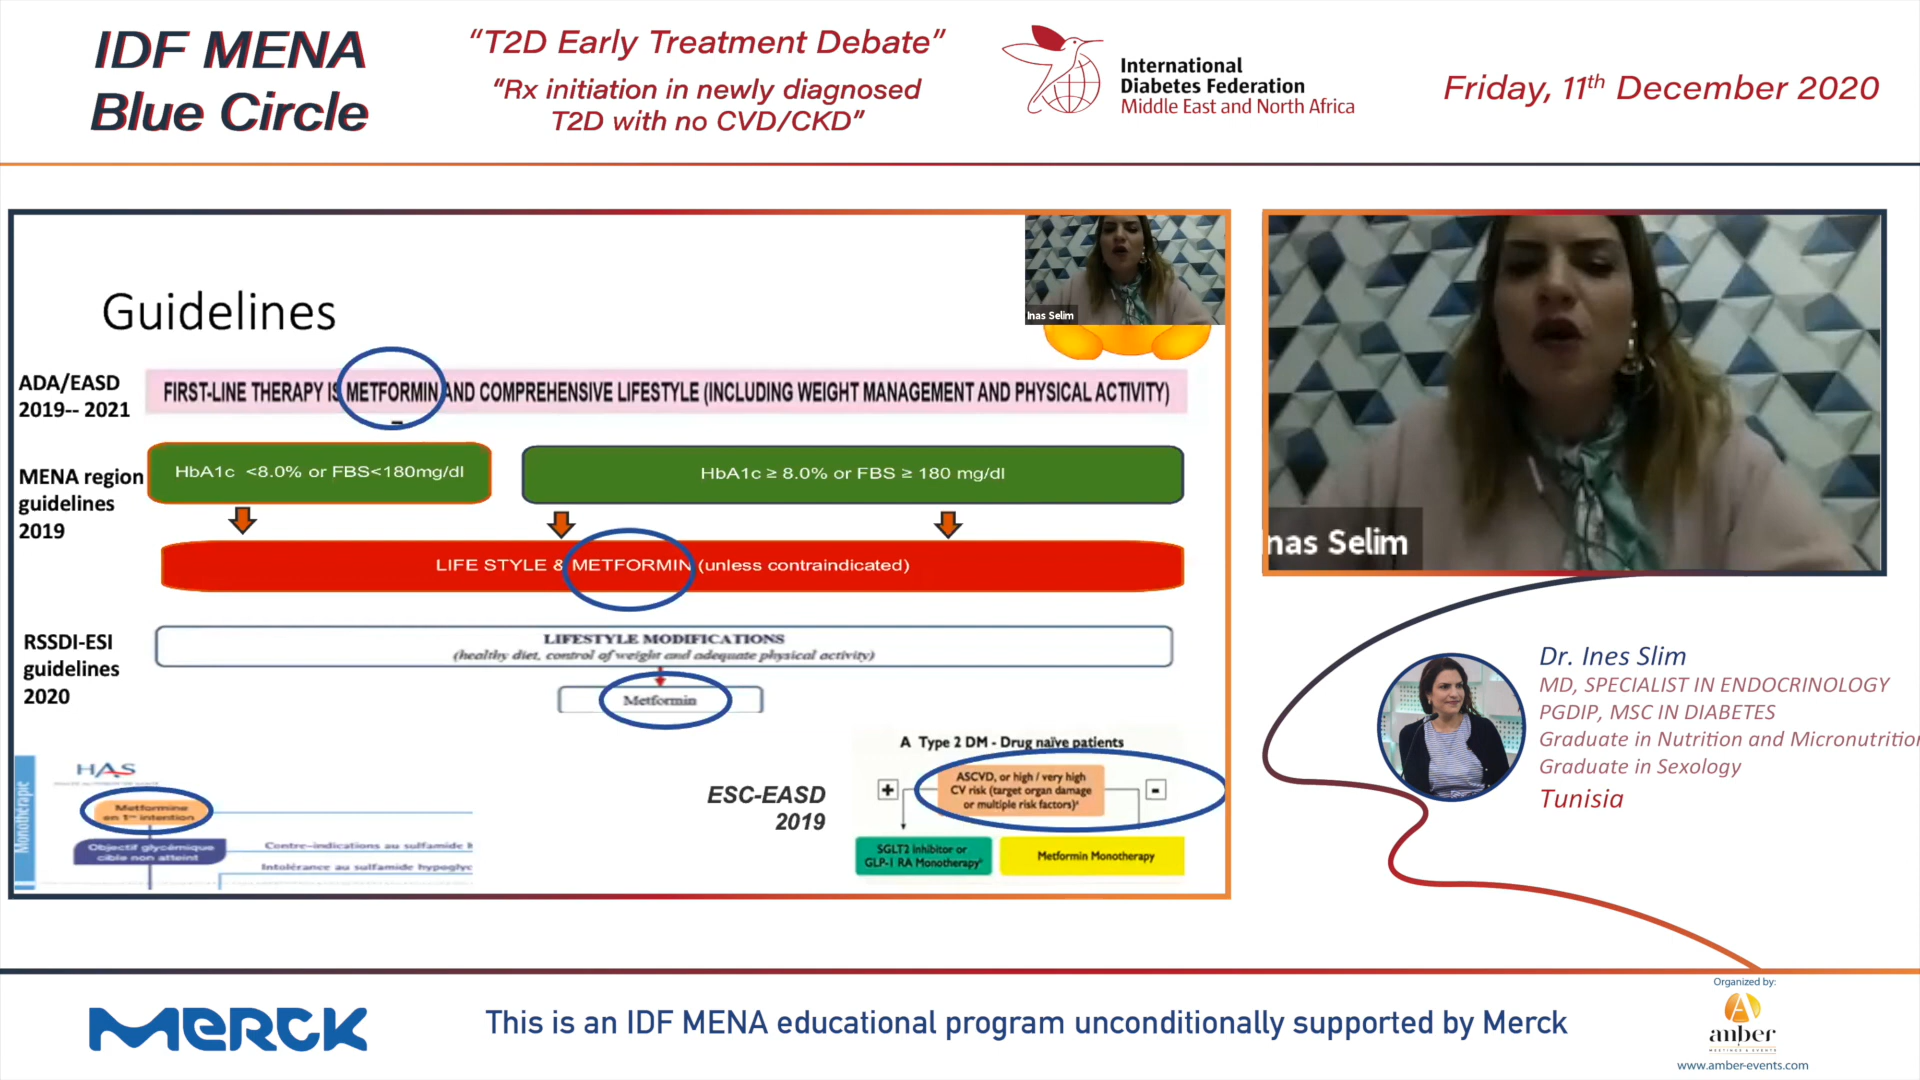 IDF MENA
Blue Circle
“T2D Early Treatment Debate”
“Rx initiation in newly diagnosed
T2D with no CVD/CKD”
International
Diabetes Federation
Middle East and North Africa
Friday, 11th December 2020
Inas Selim
Guidelines
ADA/EASD
2019-- 2021
FIRST-LINE THERAPY IS METFORMIN AND COMPREHENSIVE LIFESTYLE (INCLUDING WEIGHT MANAGEMENT AND PHYSICAL ACTIVITY)
MENA region
guidelines
2019
HbA1c <8.0% or FBS<180mg/dl
HbA1c ≥ 8.0% or FBS ≥ 180 mg/dl
LIFE STYLE & METFORMIN (unless contraindicated)
RSSDI-ESI
guidelines
2020
LIFESTYLE MODIFICATIONS
(healthy diet, control of weight and adequate physical activity)
Metformin
HAS
Monothérapie
Metformine
en 1re intention
Objectif glycémique
cible non atteint
Contre-indications au sulfamide h
Intolérance au sulfamide hypoglyc
ESC-EASD
2019
A Type 2 DM - Drug naïve patients
+
ASCVD, or high / very high
CV risk (target organ damage
or multiple risk factors)a
-
SGLT2 Inhibitor or
GLP-1 RA Monotherapyb
Metformin Monotherapy
nas Selim
Dr. Ines Slim
MD, SPECIALIST IN ENDOCRINOLOGY
PGDIP, MSC IN DIABETES
Graduate in Nutrition and Micronutrition
Graduate in Sexology
Tunisia
Organized by:
amber
MEETINGS & EVENTS
www.amber-events.com
MERCK
This is an IDF MENA educational program unconditionally supported by Merck